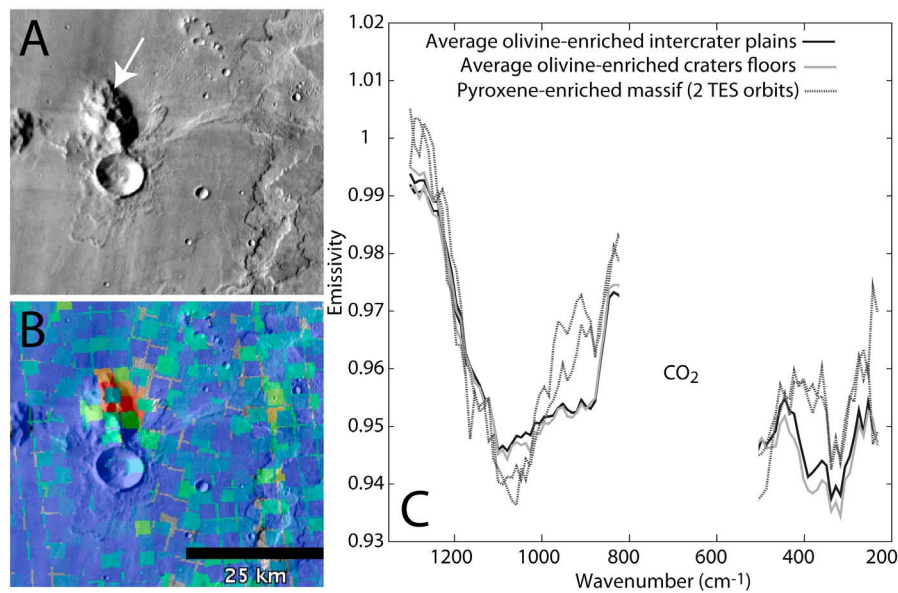 A
B
25 km
Average olivine-enriched intercrater plains
Average olivine-enriched craters floors
Pyroxene-enriched massif (2 TES orbits)
1.02
1.01
1
0.99
0.98
0.97
0.96
0.95
0.94
0.93
Emissivity
CO₂
C
1200 1000 800 600 400 200
Wavenumber (cm⁻¹)